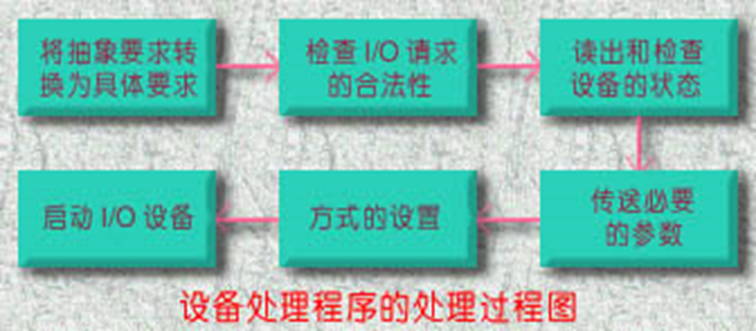 将抽象要求转
换为具体要求
检查 I/O 请求
的合法性
读出和检查
设备的状态
传送必要
的参数
方式的设置
启动 I/O 设备
设备处理程序的处理过程图